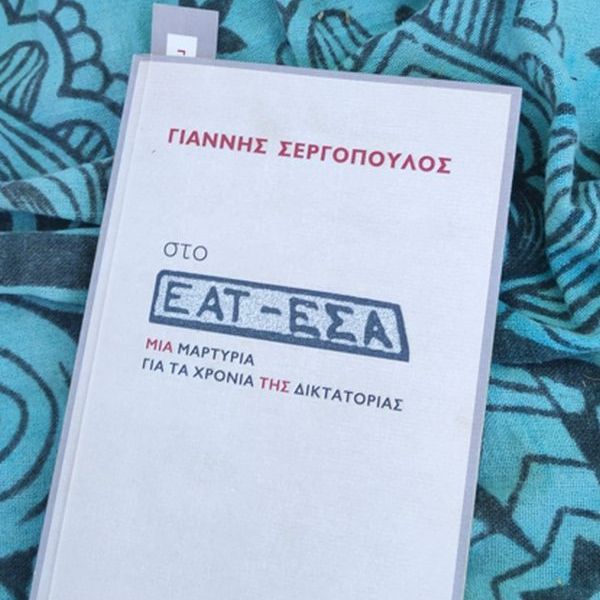 ΓΙΑΝΝΗΣ ΣΕΡΓΟΠΟΥΛΟΣ
στο
ΕΑΤ-ΕΣΑ
ΜΙΑ ΜΑΡΤΥΡΙΑ
ΓΙΑ ΤΑ ΧΡΟΝΙΑ ΤΗΣ ΔΙΚΤΑΤΟΡΙΑΣ